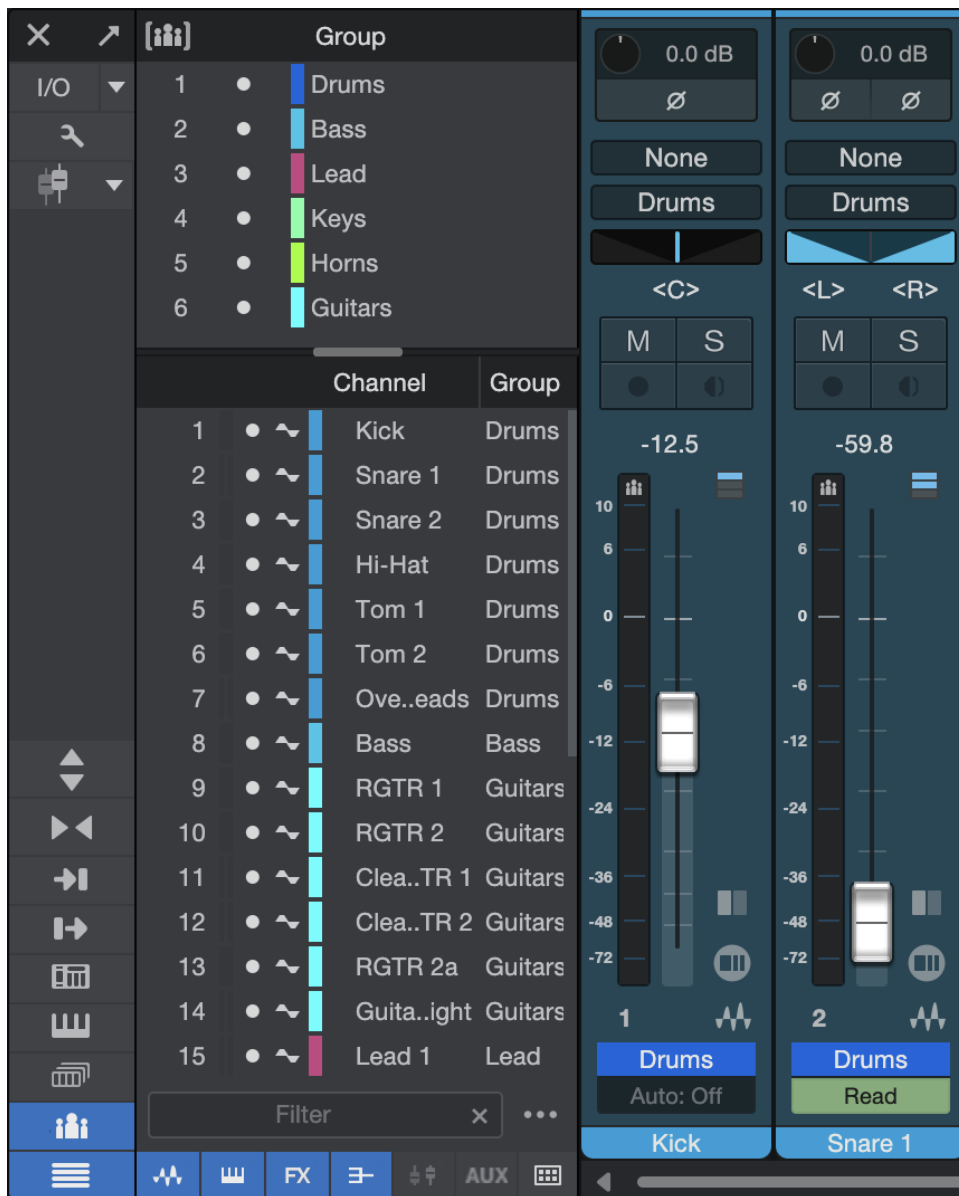 Group
I/O
1 Drums
2 Bass
3 Lead
4 Keys
5 Horns
6 Guitars
Channel Group
1 Kick Drums
2 Snare 1 Drums
3 Snare 2 Drums
4 Hi-Hat Drums
5 Tom 1 Drums
6 Tom 2 Drums
7 Ove..eads Drums
8 Bass Bass
9 RGTR 1 Guitars
10 RGTR 2 Guitars
11 Clea..TR 1 Guitars
12 Clea..TR 2 Guitars
13 RGTR 2a Guitars
14 Guita..ight Guitars
15 Lead 1 Lead
Filter
FX AUX
0.0 dB
Ø
None
Drums
<C>
M S
-12.5
10
6
0
-6
-12
-24
-36
-48
-72
1
Drums
Auto: Off
Kick
0.0 dB
Ø Ø
None
Drums
<L> <R>
M S
-59.8
10
6
0
-6
-12
-24
-36
-48
-72
2
Drums
Read
Snare 1